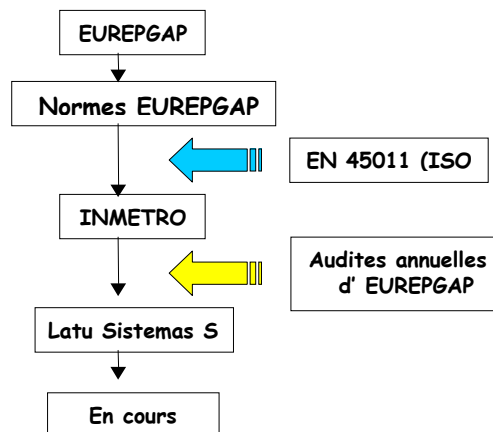 EUREPGAP
Normes EUREPGAP
EN 45011 (ISO
INMETRO
Audites annuelles
d' EUREPGAP
Latu Sistemas S
En cours